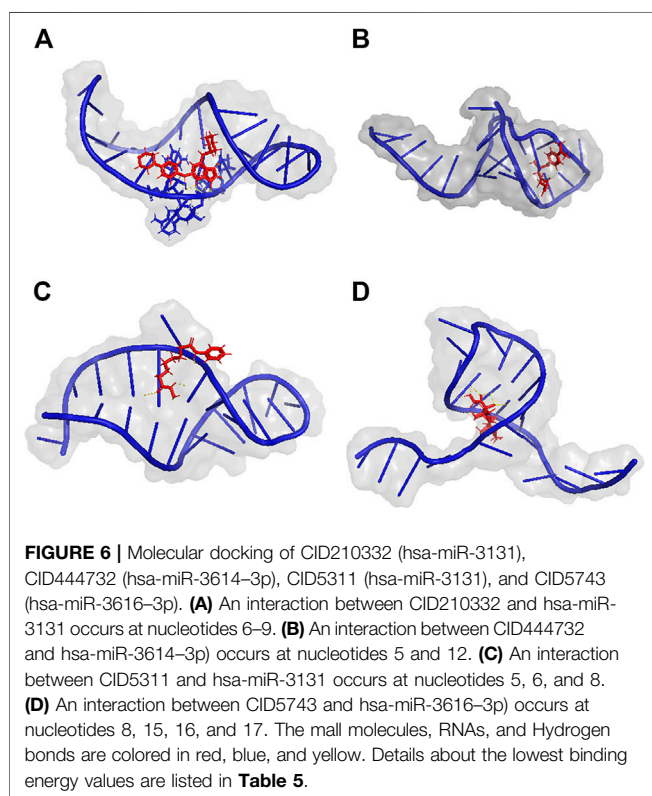 A
B
C
D
FIGURE 6 | Molecular docking of CID210332 (hsa-miR-3131),
CID444732 (hsa-miR-3614–3p), CID5311 (hsa-miR-3131), and CID5743
(hsa-miR-3616–3p). (A) An interaction between CID210332 and hsa-miR-
3131 occurs at nucleotides 6–9. (B) An interaction between CID444732
and hsa-miR-3614–3p) occurs at nucleotides 5 and 12. (C) An interaction
between CID5311 and hsa-miR-3131 occurs at nucleotides 5, 6, and 8.
(D) An interaction between CID5743 and hsa-miR-3616–3p) occurs at
nucleotides 8, 15, 16, and 17. The mall molecules, RNAs, and Hydrogen
bonds are colored in red, blue, and yellow. Details about the lowest binding
energy values are listed in Table 5.